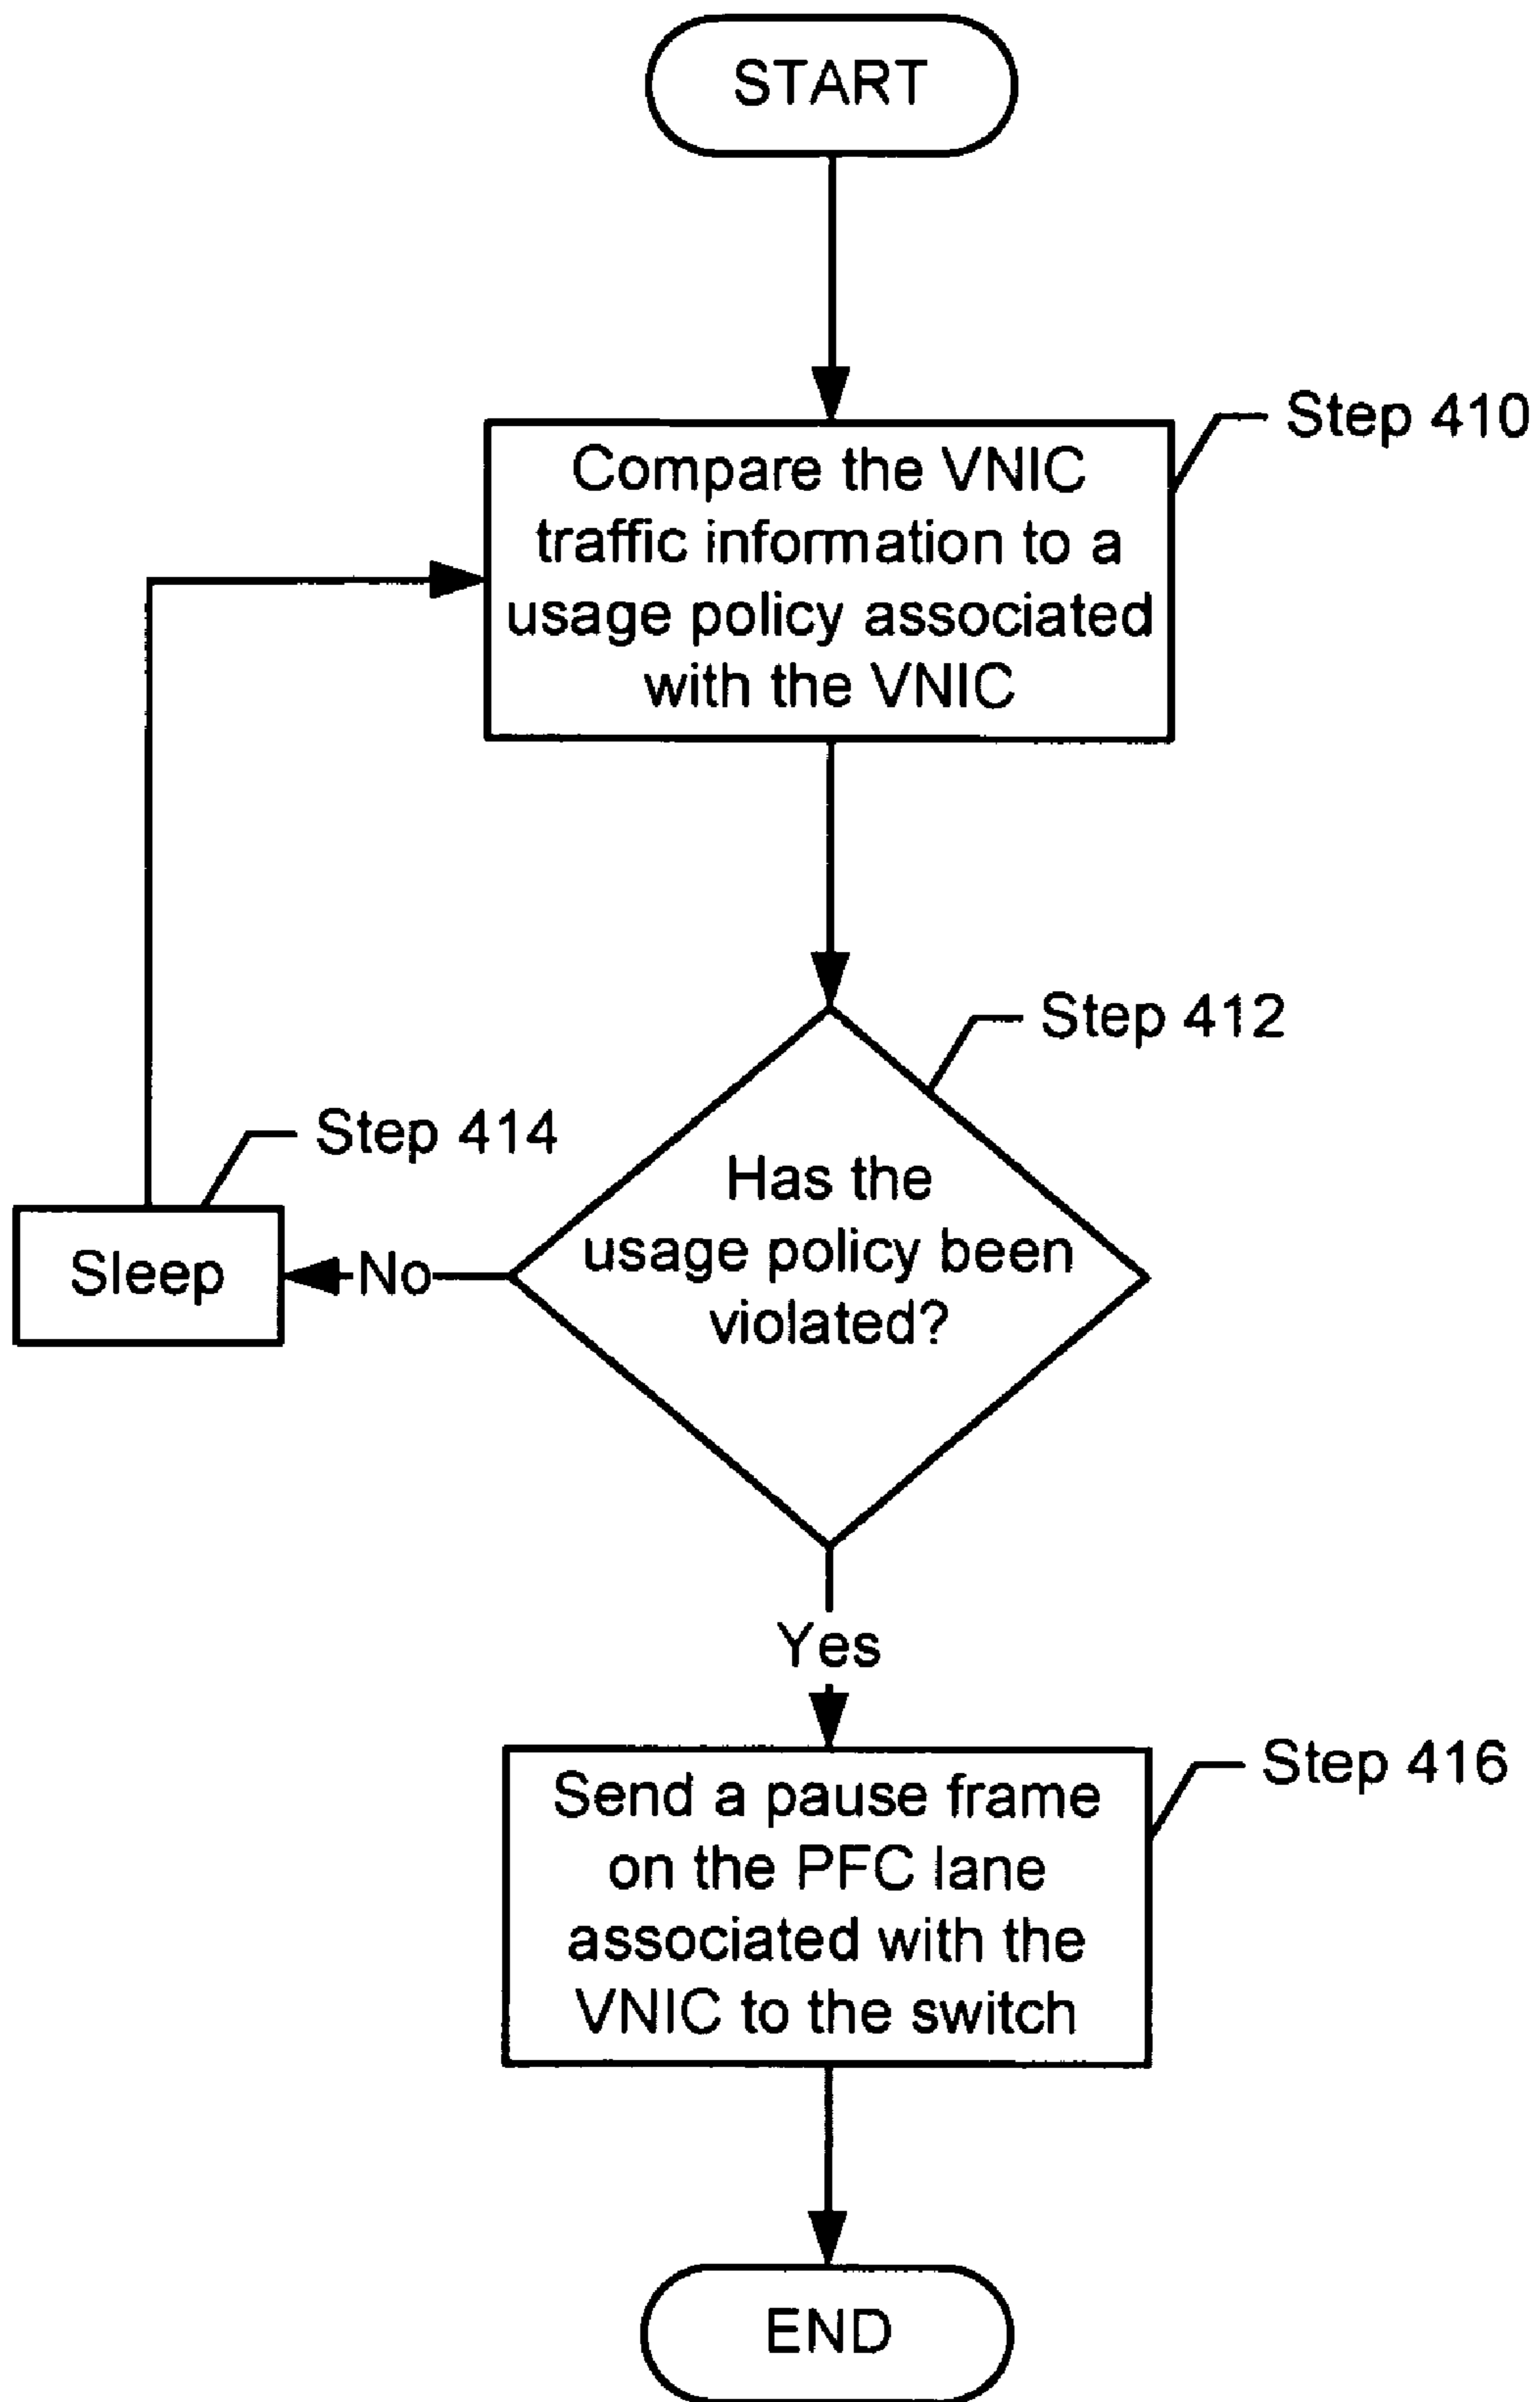 START
Step 410
Compare the VNIC
traffic information to a
usage policy associated
with the VNIC
Step 412
Step 414
Has the
usage policy been
violated?
Sleep
No
Yes
Step 416
Send a pause frame
on the PFC lane
associated with the
VNIC to the switch
END